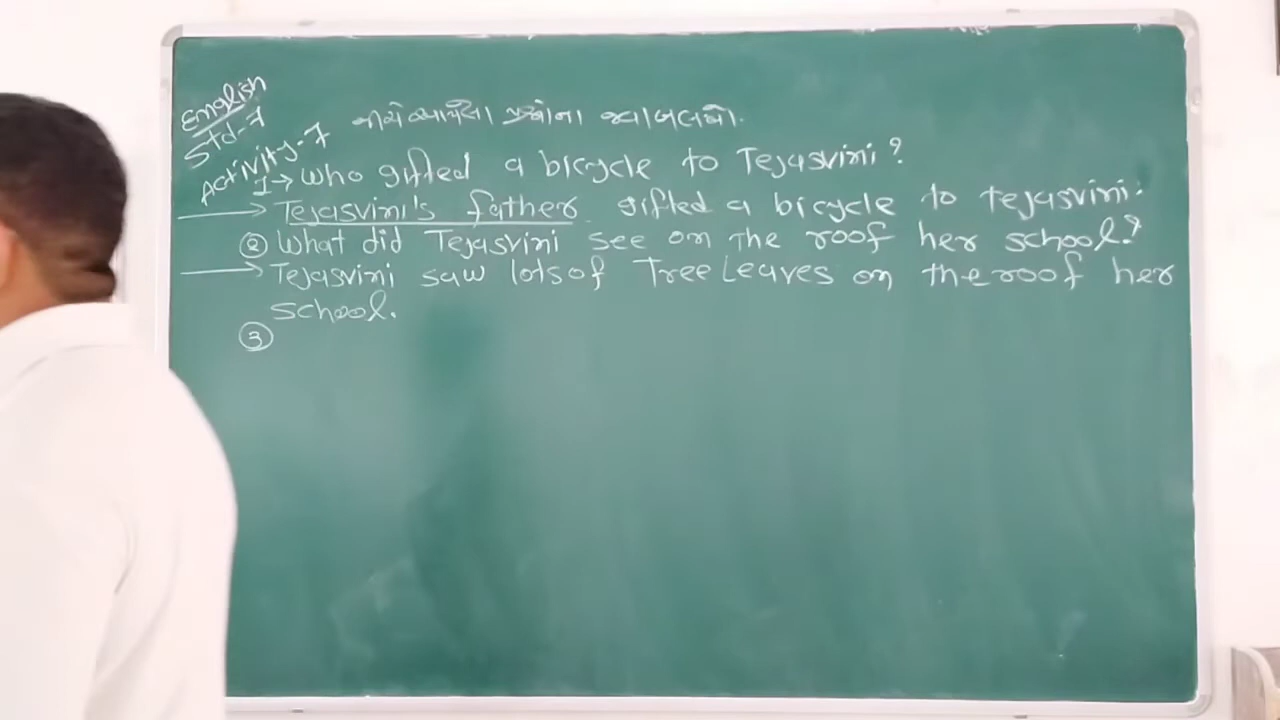 English
Std-7
Activity-7
નીચે આપેલા પ્રશ્નોના જવાબ લખો.
1→ Who gifted a bicycle to Tejasvini?
→ Tejasvini's father gifted a bicycle to tejasvini.
② What did Tejasvini see on The roof her school?
→ Tejasvini saw lots of Tree Leaves on the roof her
school.
③